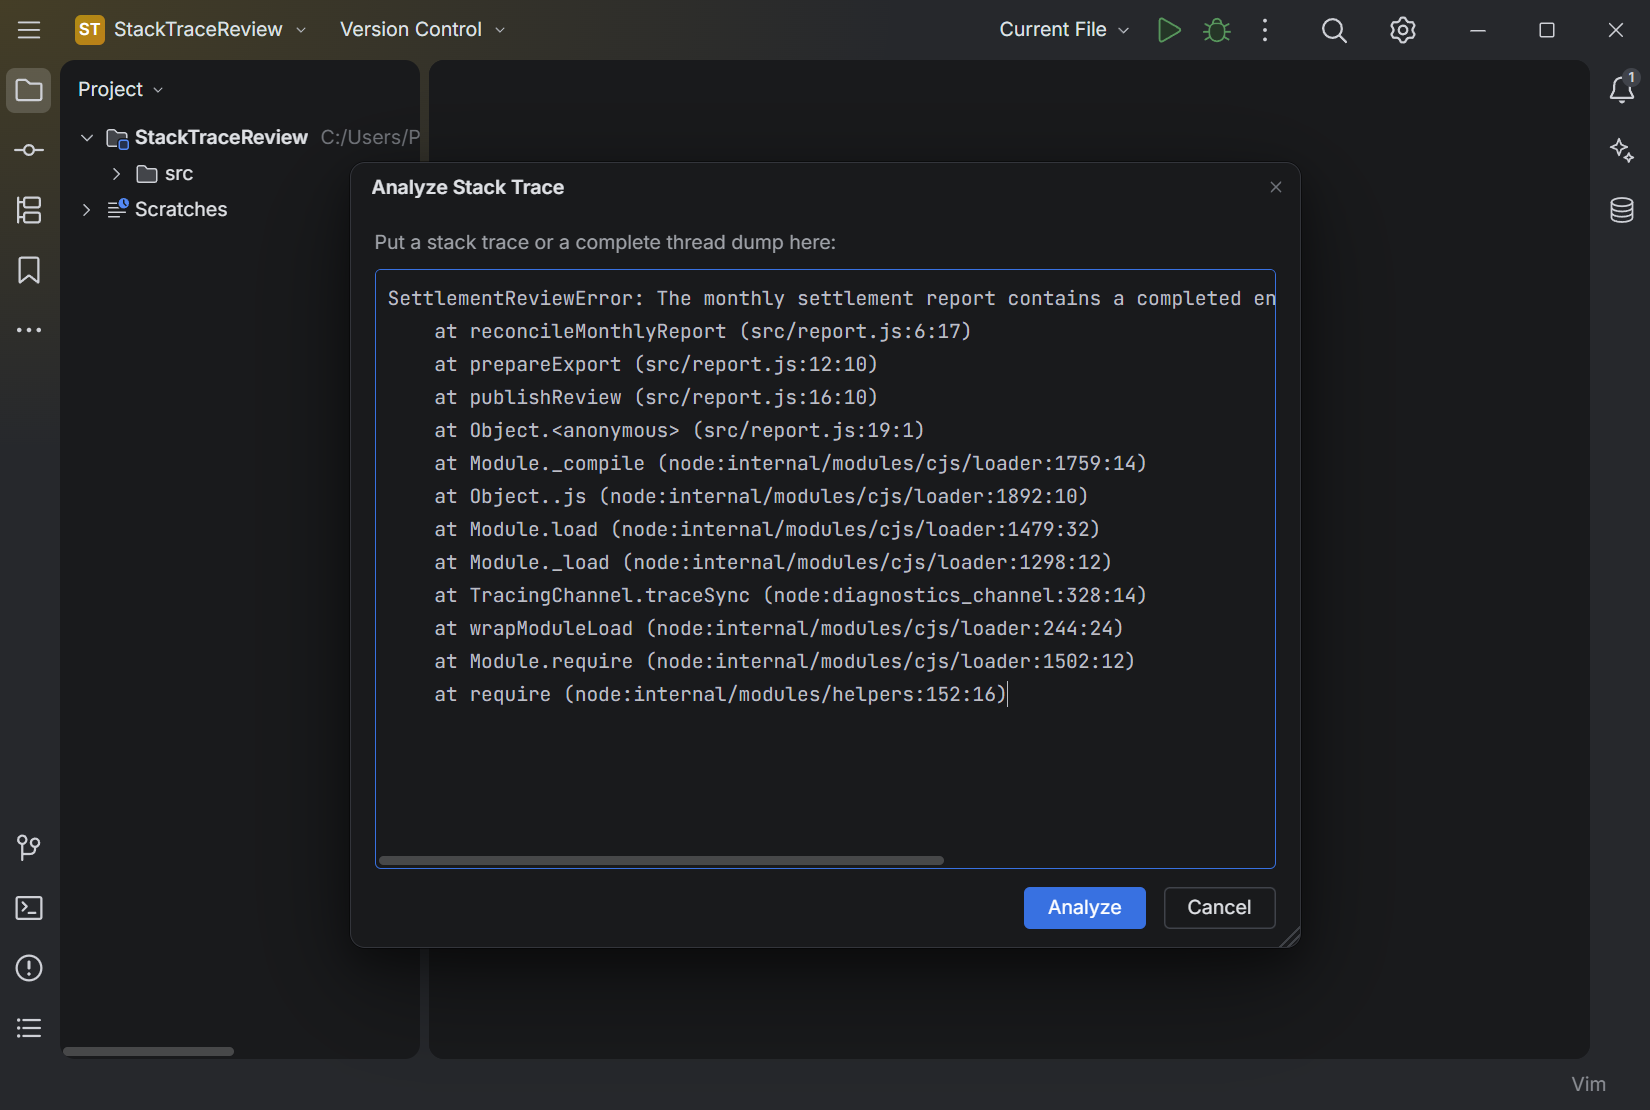 ST StackTraceReview Version Control Current File
1
Project
StackTraceReview C:/Users/P
src
Scratches
Analyze Stack Trace
Put a stack trace or a complete thread dump here:
SettlementReviewError: The monthly settlement report contains a completed en
at reconcileMonthlyReport (src/report.js:6:17)
at prepareExport (src/report.js:12:10)
at publishReview (src/report.js:16:10)
at Object.<anonymous> (src/report.js:19:1)
at Module._compile (node:internal/modules/cjs/loader:1759:14)
at Object..js (node:internal/modules/cjs/loader:1892:10)
at Module.load (node:internal/modules/cjs/loader:1479:32)
at Module._load (node:internal/modules/cjs/loader:1298:12)
at TracingChannel.traceSync (node:diagnostics_channel:328:14)
at wrapModuleLoad (node:internal/modules/cjs/loader:244:24)
at Module.require (node:internal/modules/cjs/loader:1502:12)
at require (node:internal/modules/helpers:152:16)
Analyze Cancel
Vim